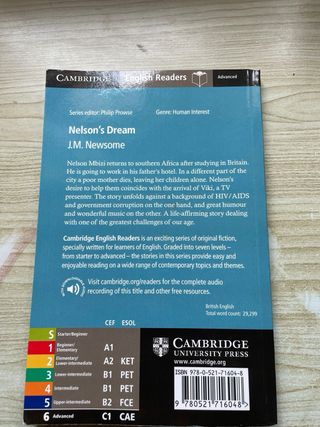 CAMBRIDGE English Readers Advanced
Series editor: Philip Prowse Genre: Human Interest
Nelson's Dream
J.M. Newsome
Nelson Mbizi returns to southern Africa after studying in Britain.
He is going to work in his father's hotel. In a different part of the
city a poor mother dies, leaving her children alone. Nelson's
desire to help them coincides with the arrival of Viki, a TV
presenter. The story unfolds against a background of HIV/AIDS
and government corruption on the one hand, and great humour
and wonderful music on the other. A life-affirming story dealing
with one of the greatest challenges of our age.
Cambridge English Readers is an exciting series of original fiction,
specially written for learners of English. Graded into seven levels –
from starter to advanced – the stories in this series provide easy and
enjoyable reading on a wide range of contemporary topics and themes.
Visit cambridge.org/readers for the complete audio
recording of this title and other free resources.
British English
Total word count: 29,299
CEF ESOL
S Starter/Beginner
1 Beginner/Elementary A1
2 Elementary/Lower-intermediate A2 KET
3 Lower-intermediate B1 PET
4 Intermediate B1 PET
5 Upper-intermediate B2 FCE
6 Advanced C1 CAE
CAMBRIDGE
UNIVERSITY PRESS
www.cambridge.org
ISBN 978-0-521-71604-8
9 780521 716048 >